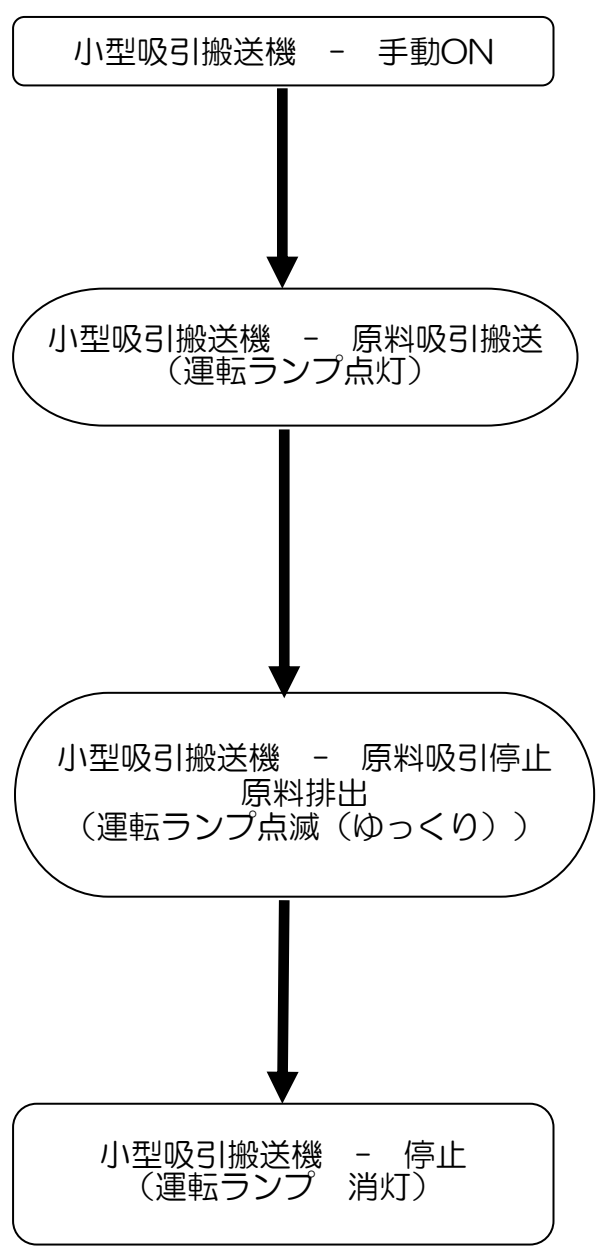 小型吸引搬送機　-　手動ON
小型吸引搬送機　-　原料吸引搬送
（運転ランプ点灯）
小型吸引搬送機　-　原料吸引停止
原料排出
（運転ランプ点滅（ゆっくり））
小型吸引搬送機　-　停止
（運転ランプ　消灯）